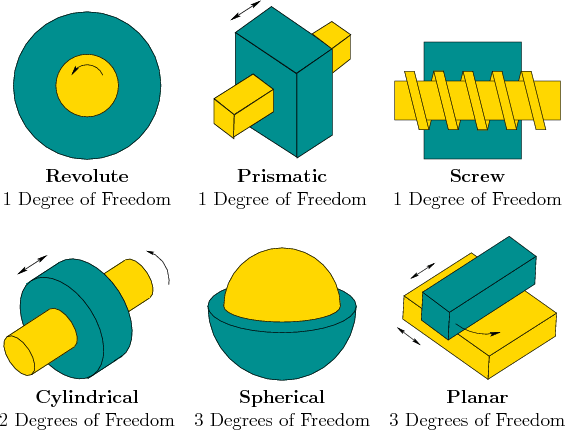 Revolute Prismatic Screw
1 Degree of Freedom 1 Degree of Freedom 1 Degree of Freedom
Cylindrical Spherical Planar
2 Degrees of Freedom 3 Degrees of Freedom 3 Degrees of Freedom